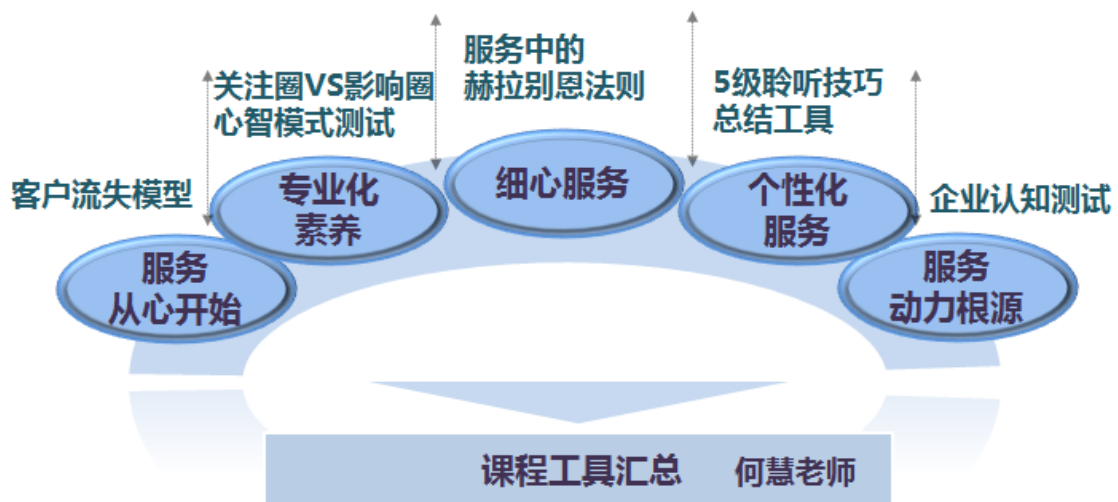 客户流失模型
关注圈VS影响圈
心智模式测试
服务中的
赫拉别恩法则
5级聆听技巧
总结工具
企业认知测试
服务
从心开始
专业化
素养
细心服务
个性化
服务
服务
动力根源
课程工具汇总 何慧老师